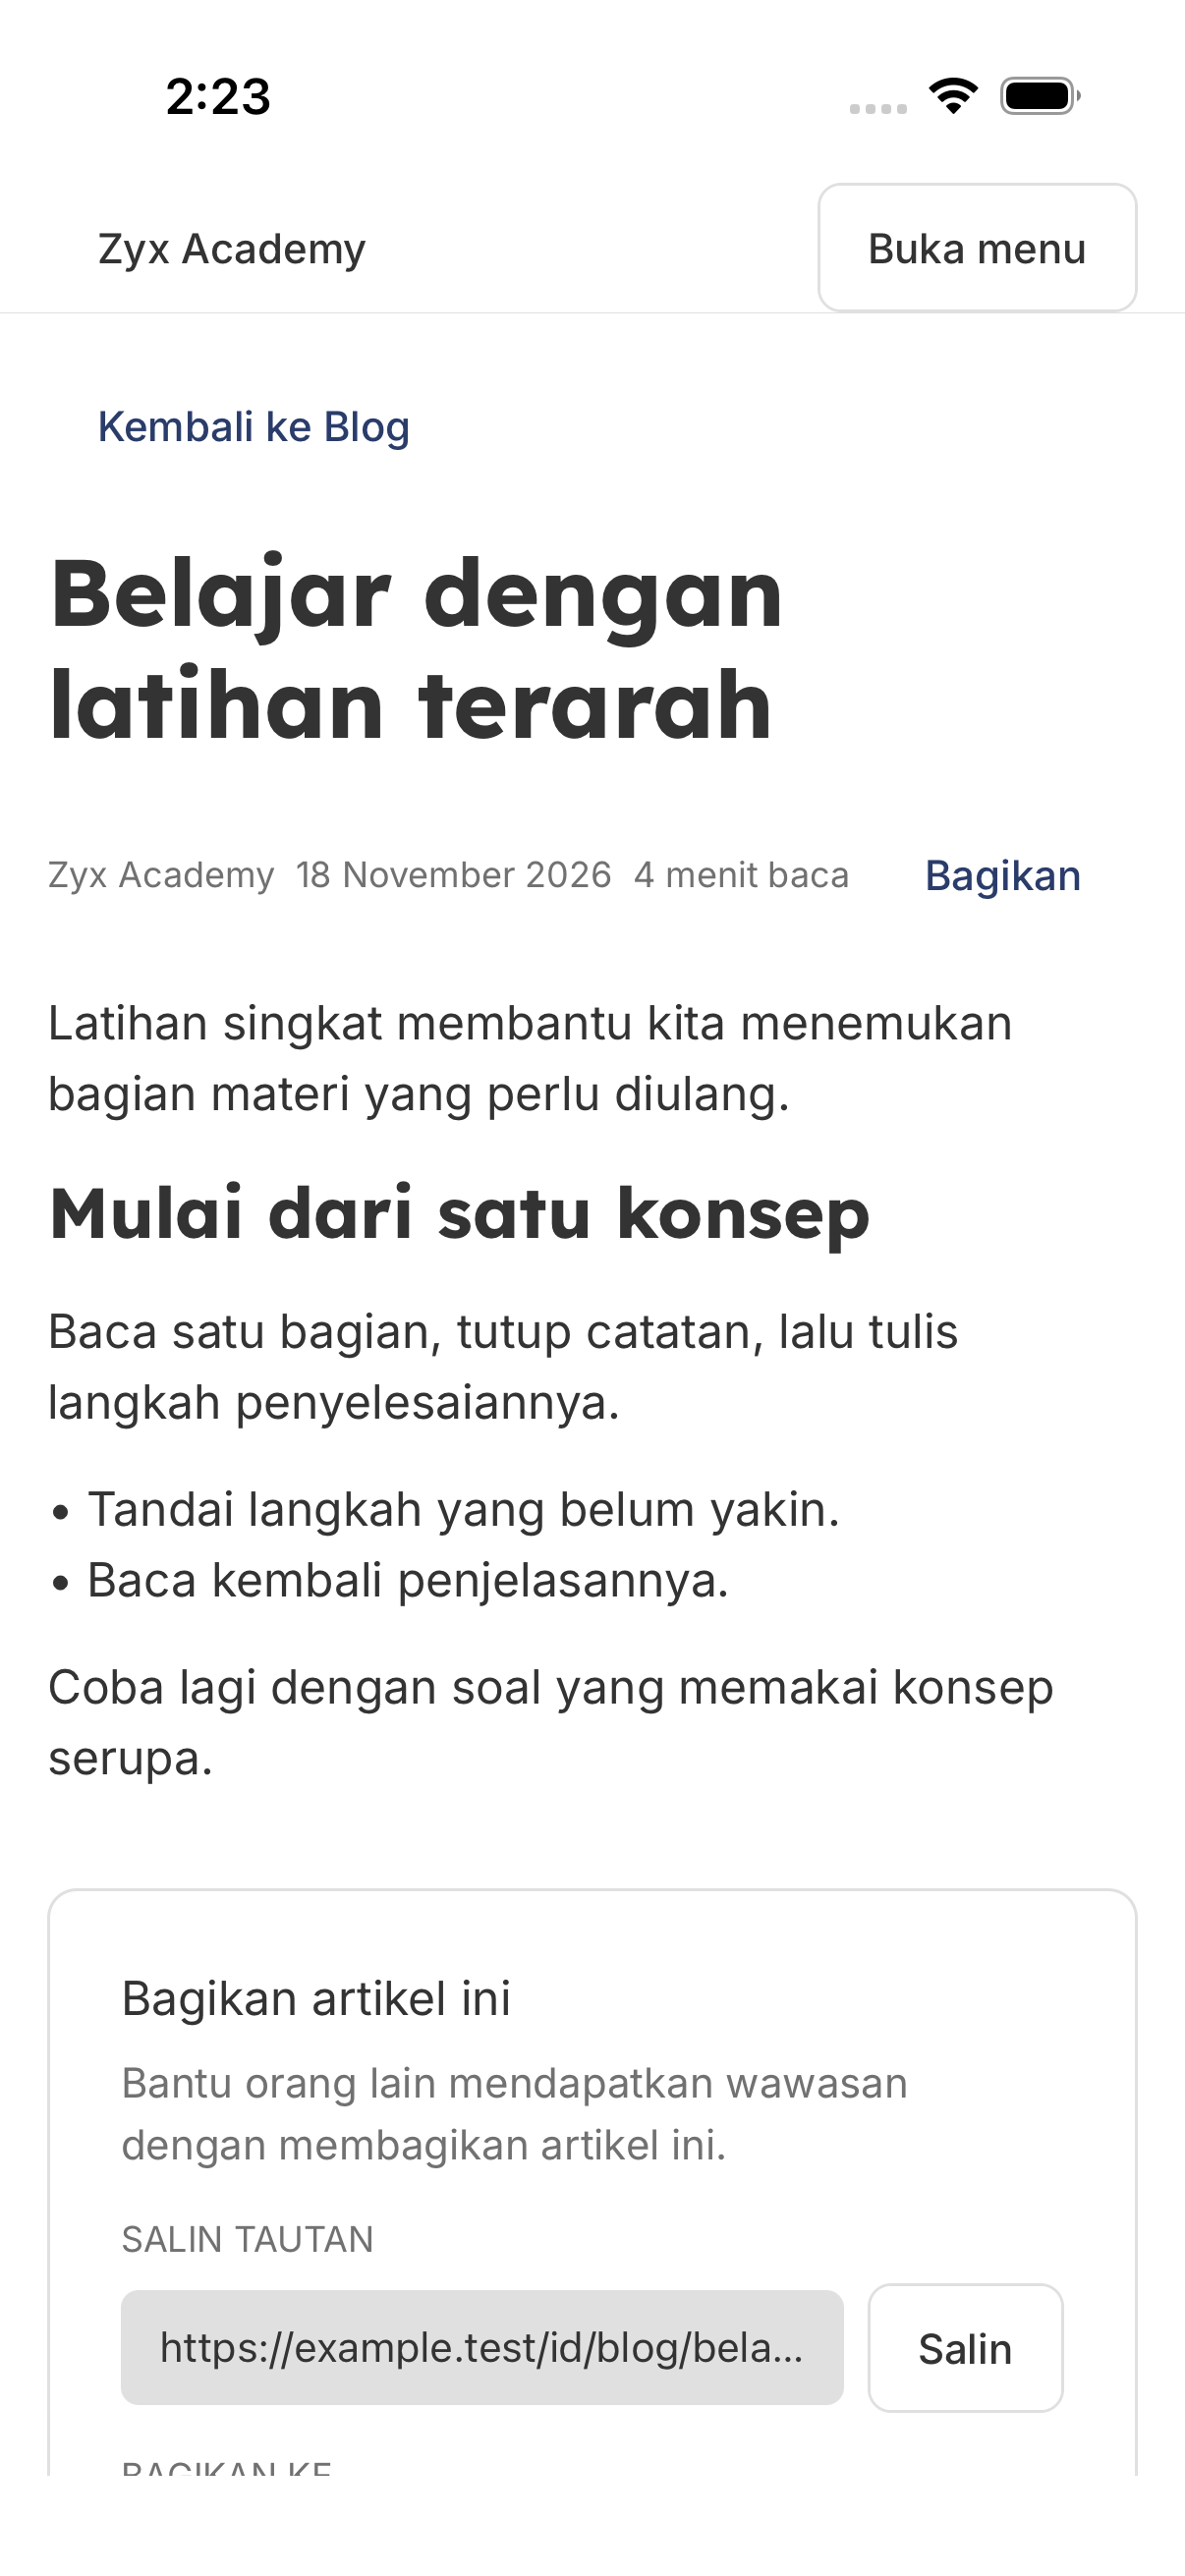 2:23
Zyx Academy
Buka menu
Kembali ke Blog
Belajar dengan
latihan terarah
Zyx Academy 18 November 2026 4 menit baca
Bagikan
Latihan singkat membantu kita menemukan
bagian materi yang perlu diulang.
Mulai dari satu konsep
Baca satu bagian, tutup catatan, lalu tulis
langkah penyelesaiannya.
• Tandai langkah yang belum yakin.
• Baca kembali penjelasannya.
Coba lagi dengan soal yang memakai konsep
serupa.
Bagikan artikel ini
Bantu orang lain mendapatkan wawasan
dengan membagikan artikel ini.
SALIN TAUTAN
https://example.test/id/blog/bela...
Salin
BAGIKAN KE